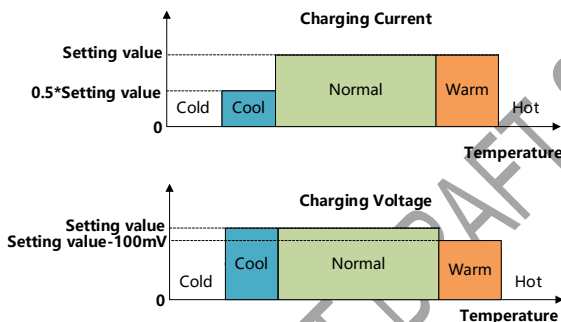 Charging Current
Setting value
0.5*Setting value
Cold
Cool
Normal
Warm
Hot
0
Temperature
Charging Voltage
Setting value
Setting value-100mV
Cold
Cool
Normal
Warm
Hot
0
Temperature
DRAFT